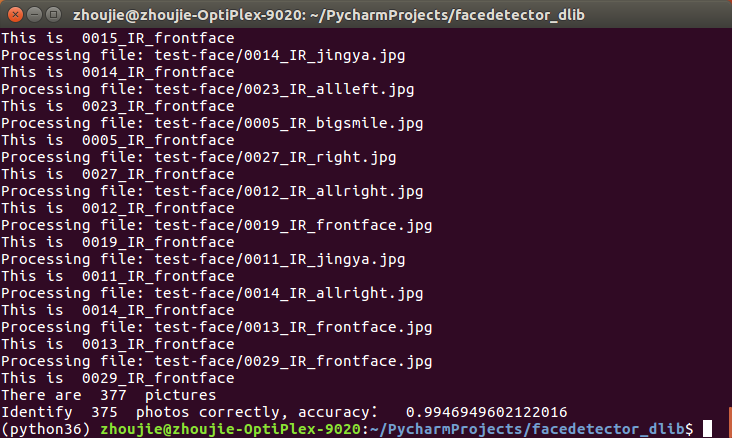 zhoujie@zhoujie-OptiPlex-9020: ~/PycharmProjects/facedetector_dlib
This is  0015_IR_frontface
Processing file: test-face/0014_IR_jingya.jpg
This is  0014_IR_frontface
Processing file: test-face/0023_IR_allleft.jpg
This is  0023_IR_frontface
Processing file: test-face/0005_IR_bigsmile.jpg
This is  0005_IR_frontface
Processing file: test-face/0027_IR_right.jpg
This is  0027_IR_frontface
Processing file: test-face/0012_IR_allright.jpg
This is  0012_IR_frontface
Processing file: test-face/0019_IR_frontface.jpg
This is  0019_IR_frontface
Processing file: test-face/0011_IR_jingya.jpg
This is  0011_IR_frontface
Processing file: test-face/0014_IR_allright.jpg
This is  0014_IR_frontface
Processing file: test-face/0013_IR_frontface.jpg
This is  0013_IR_frontface
Processing file: test-face/0029_IR_frontface.jpg
This is  0029_IR_frontface
There are  377  pictures
Identify  375  photos correctly, accuracy:   0.9946949602122016
(python36) zhoujie@zhoujie-OptiPlex-9020:~/PycharmProjects/facedetector_dlib$